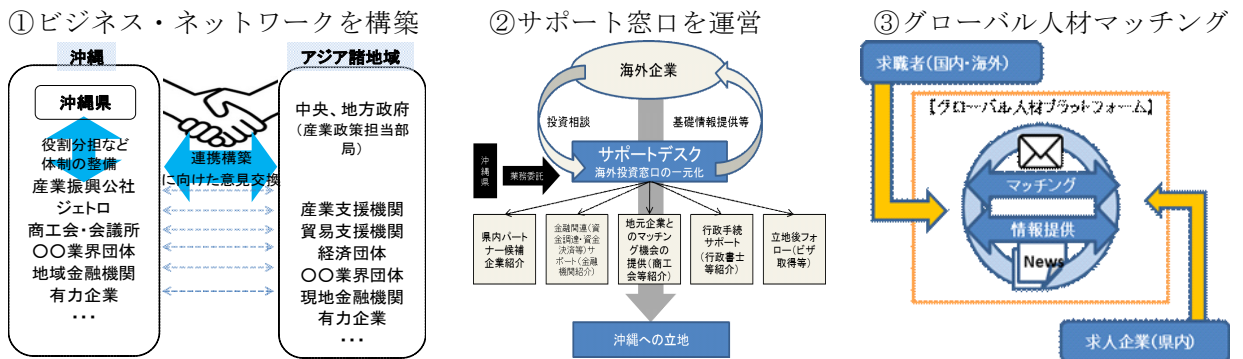 ①ビジネス・ネットワークを構築
沖縄
沖縄県
役割分担など
体制の整備
産業振興公社
ジェトロ
商工会・会議所
〇〇業界団体
地域金融機関
有力企業
・・・
連携構築
に向けた意見交換
アジア諸地域
中央、地方政府
(産業政策担当部
局)
産業支援機関
貿易支援機関
経済団体
〇〇業界団体
現地金融機関
有力企業
・・・
②サポート窓口を運営
海外企業
投資相談
基礎情報提供等
サポートデスク
海外投資窓口の一元化
沖縄県
業務委託
県内パート
ナー候補
企業紹介
金融関連(資
金調達・資金
決済等)サ
ポート(金融
機関紹介)
地元企業と
のマッチン
グ機会の
提供(商工
会等紹介)
行政手続
サポート
(行政書士
等紹介)
立地後フォ
ロー(ビザ
取得等)
沖縄への立地
③グローバル人材マッチング
求職者(国内・海外)
【グローバル人材プラットフォーム】
マッチング
情報提供
News
求人企業(県内)